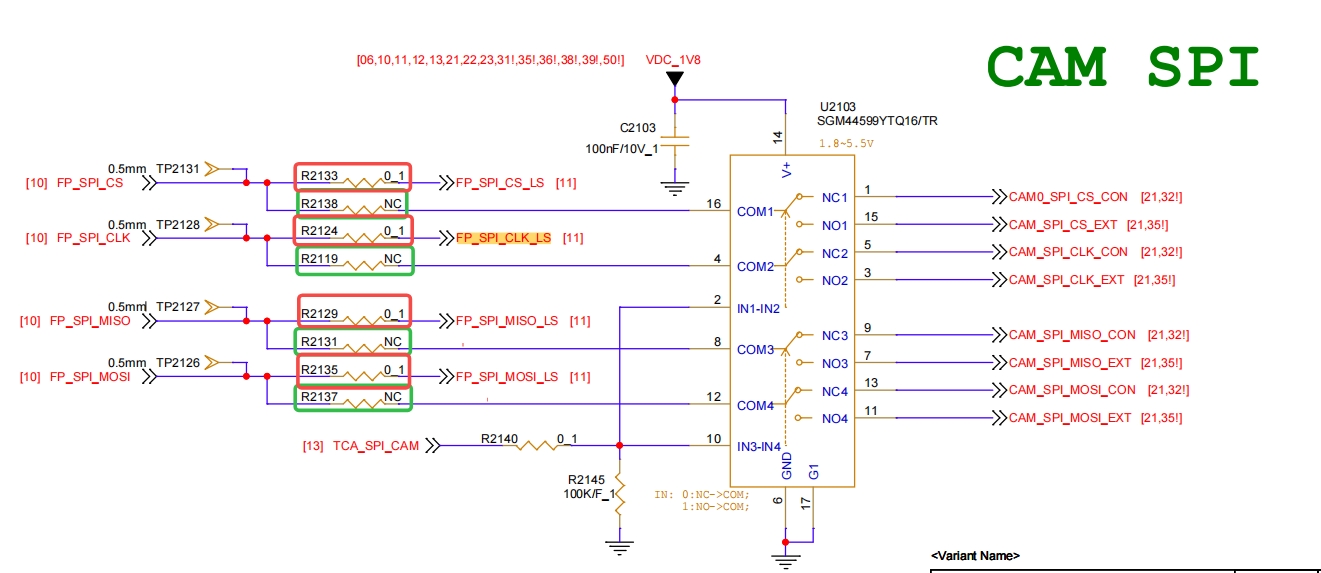 CAM SPI
[06,10,11,12,13,21,22,23,31!,35!,36!,38!,39!,50!] VDC_1V8
U2103
SGM44599YTQ16/TR
1.8~5.5V
C2103
100nF/10V_1
14
V+
0.5mm TP2131
[10] FP_SPI_CS
R2133 0_1
FP_SPI_CS_LS [11]
R2138 NC
16 COM1
NC1 1 CAM0_SPI_CS_CON [21,32!]
NO1 15 CAM_SPI_CS_EXT [21,35!]
0.5mm TP2128
[10] FP_SPI_CLK
R2124 0_1
FP_SPI_CLK_LS [11]
R2119 NC
4 COM2
NC2 5 CAM_SPI_CLK_CON [21,32!]
NO2 3 CAM_SPI_CLK_EXT [21,35!]
2 IN1-IN2
0.5mm TP2127
[10] FP_SPI_MISO
R2129 0_1
FP_SPI_MISO_LS [11]
R2131 NC
8 COM3
NC3 9 CAM_SPI_MISO_CON [21,32!]
NO3 7 CAM_SPI_MISO_EXT [21,35!]
0.5mm TP2126
[10] FP_SPI_MOSI
R2135 0_1
FP_SPI_MOSI_LS [11]
R2137 NC
12 COM4
NC4 13 CAM_SPI_MOSI_CON [21,32!]
NO4 11 CAM_SPI_MOSI_EXT [21,35!]
[13] TCA_SPI_CAM
R2140 0_1
10 IN3-IN4
R2145
100K/F_1
GND
G1
6
17
IN: 0:NC->COM;
1:NO->COM;
<Variant Name>